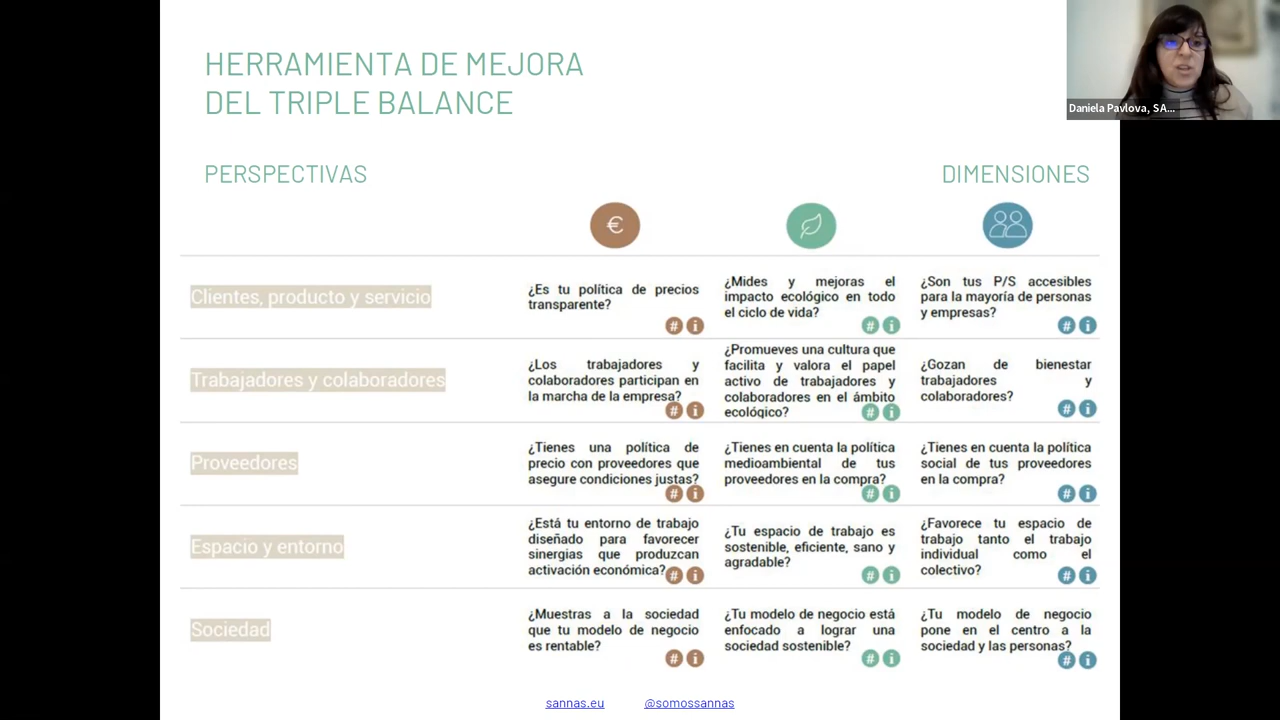 HERRAMIENTA DE MEJORA
DEL TRIPLE BALANCE
Daniela Pavlova, SA...
PERSPECTIVAS
DIMENSIONES
€
Clientes, producto y servicio
¿Es tu política de precios
transparente?
# i
¿Mides y mejoras el
impacto ecológico en todo
el ciclo de vida?
# i
¿Son tus P/S accesibles
para la mayoría de personas
y empresas?
# i
Trabajadores y colaboradores
¿Los trabajadores y
colaboradores participan en
la marcha de la empresa?
# i
¿Promueves una cultura que
facilita y valora el papel
activo de trabajadores y
colaboradores en el ámbito
ecológico?
# i
¿Gozan de bienestar
trabajadores y
colaboradores?
# i
Proveedores
¿Tienes una política de
precio con proveedores que
asegure condiciones justas?
# i
¿Tienes en cuenta la política
medioambiental de tus
proveedores en la compra?
# i
¿Tienes en cuenta la política
social de tus proveedores
en la compra?
# i
Espacio y entorno
¿Está tu entorno de trabajo
diseñado para favorecer
sinergias que produzcan
activación económica?
# i
¿Tu espacio de trabajo es
sostenible, eficiente, sano y
agradable?
# i
¿Favorece tu espacio de
trabajo tanto el trabajo
individual como el
colectivo?
# i
Sociedad
¿Muestras a la sociedad
que tu modelo de negocio
es rentable?
# i
¿Tu modelo de negocio está
enfocado a lograr una
sociedad sostenible?
# i
¿Tu modelo de negocio
pone en el centro a la
sociedad y las personas?
# i
sannas.eu
@somossannas